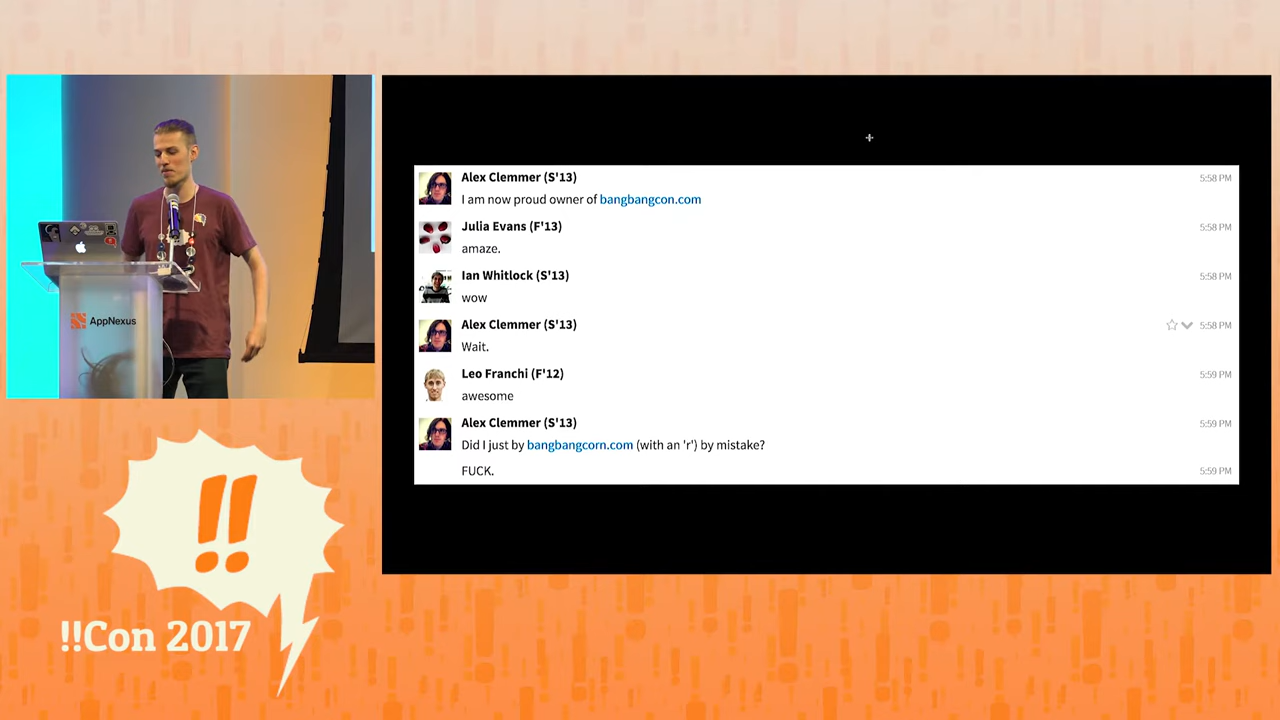 Alex Clemmer (S'13)
5:58 PM
I am now proud owner of bangbangcon.com
Julia Evans (F'13)
5:58 PM
amaze.
Ian Whitlock (S'13)
5:58 PM
wow
Alex Clemmer (S'13)
5:58 PM
Wait.
Leo Franchi (F'12)
5:59 PM
awesome
Alex Clemmer (S'13)
5:59 PM
Did I just by bangbangcorn.com (with an 'r') by mistake?
FUCK.
5:59 PM
AppNexus
!!
!!Con 2017